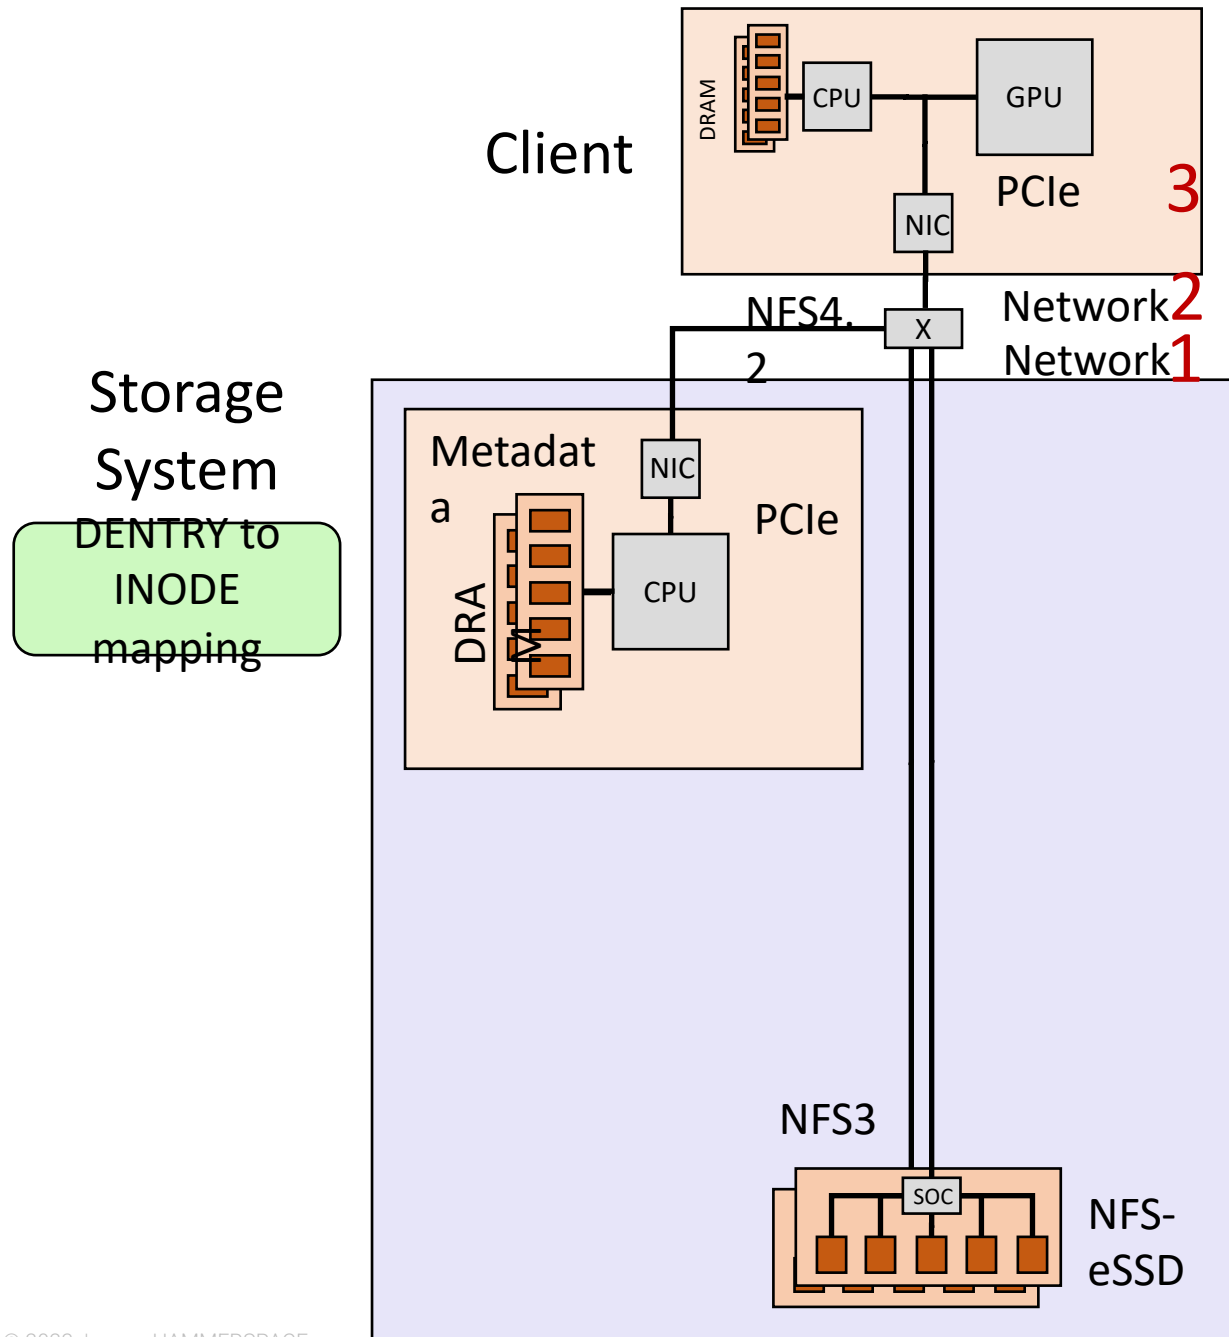 DRAM
CPU
GPU
Client
PCIe
3
NIC
NFS4.
2
X
Network 2
Network 1
Storage
System
DENTRY to
INODE
mapping
Metadat
a
NIC
PCIe
DRA
M
CPU
NFS3
SOC
NFS-
eSSD